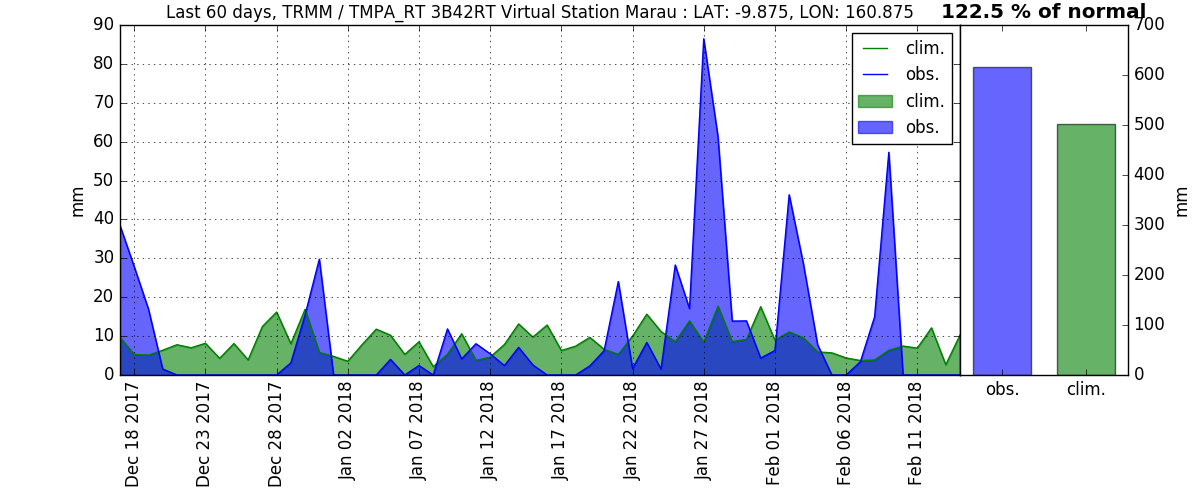 Last 60 days, TRMM / TMPA_RT 3B42RT Virtual Station Marau : LAT: -9.875, LON: 160.875
122.5 % of normal
90
80
70
60
50
40
30
20
10
0
mm
clim.
obs.
clim.
obs.
700
600
500
400
300
200
100
0
mm
obs.
clim.
Dec 18 2017
Dec 23 2017
Dec 28 2017
Jan 02 2018
Jan 07 2018
Jan 12 2018
Jan 17 2018
Jan 22 2018
Jan 27 2018
Feb 01 2018
Feb 06 2018
Feb 11 2018